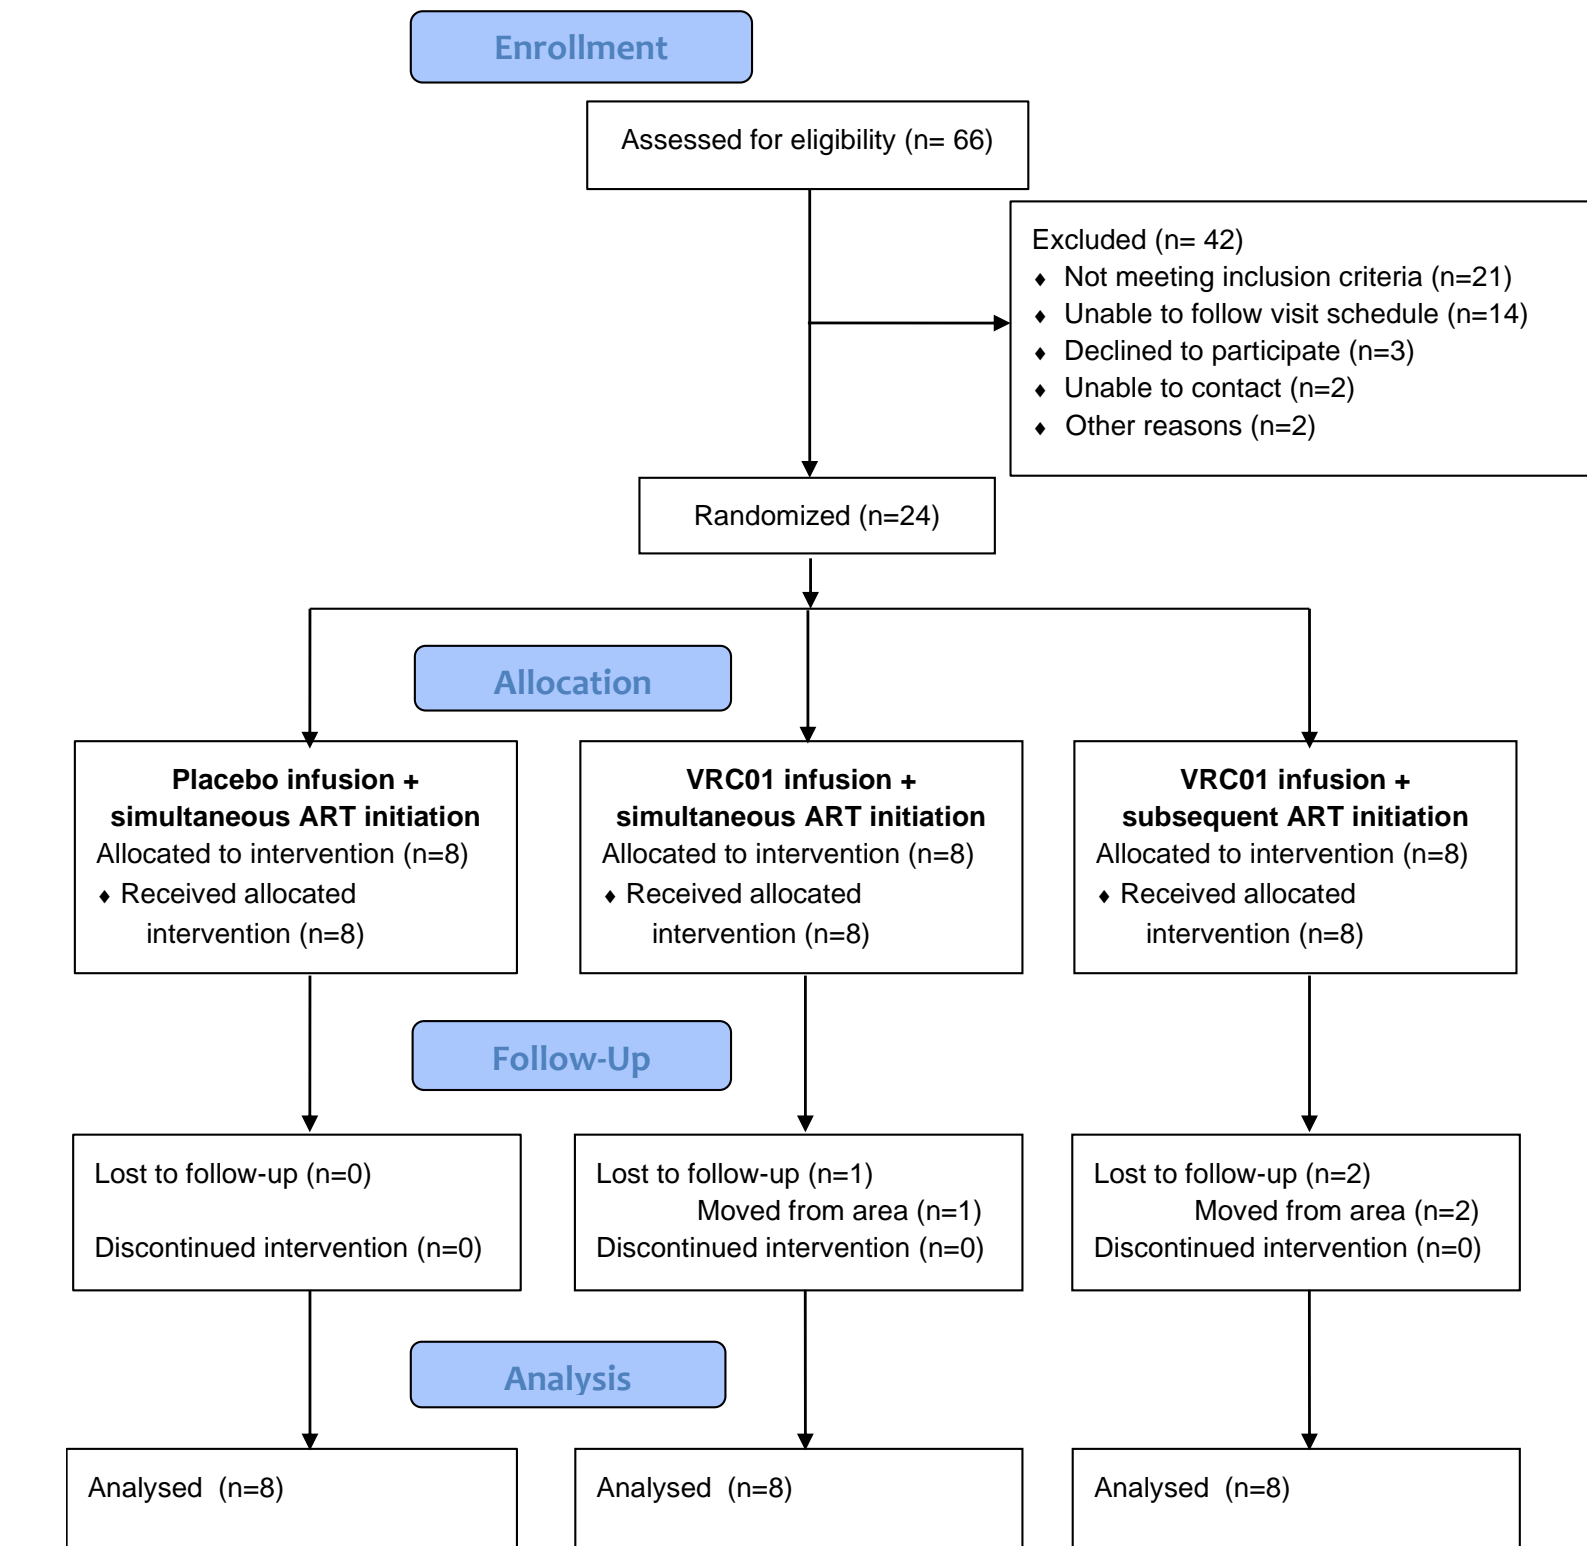 Enrollment
Assessed for eligibility (n= 66)
Excluded (n= 42)
♦ Not meeting inclusion criteria (n=21)
♦ Unable to follow visit schedule (n=14)
♦ Declined to participate (n=3)
♦ Unable to contact (n=2)
♦ Other reasons (n=2)
Randomized (n=24)
Allocation
Placebo infusion +
simultaneous ART initiation
Allocated to intervention (n=8)
♦ Received allocated
intervention (n=8)
VRC01 infusion +
simultaneous ART initiation
Allocated to intervention (n=8)
♦ Received allocated
intervention (n=8)
VRC01 infusion +
subsequent ART initiation
Allocated to intervention (n=8)
♦ Received allocated
intervention (n=8)
Follow-Up
Lost to follow-up (n=0)
Discontinued intervention (n=0)
Lost to follow-up (n=1)
Moved from area (n=1)
Discontinued intervention (n=0)
Lost to follow-up (n=2)
Moved from area (n=2)
Discontinued intervention (n=0)
Analysis
Analysed  (n=8)
Analysed  (n=8)
Analysed  (n=8)